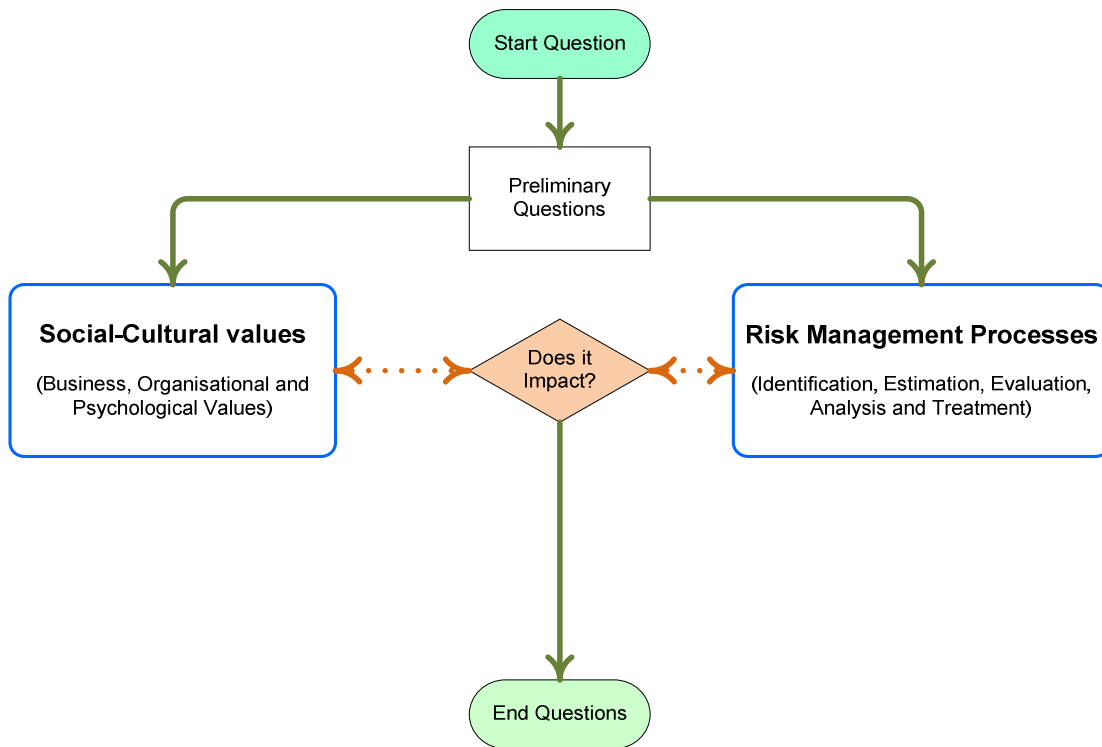 Start Question
Preliminary
Questions
Social-Cultural values
(Business, Organisational and
Psychological Values)
Does it
Impact?
Risk Management Processes
(Identification, Estimation, Evaluation,
Analysis and Treatment)
End Questions